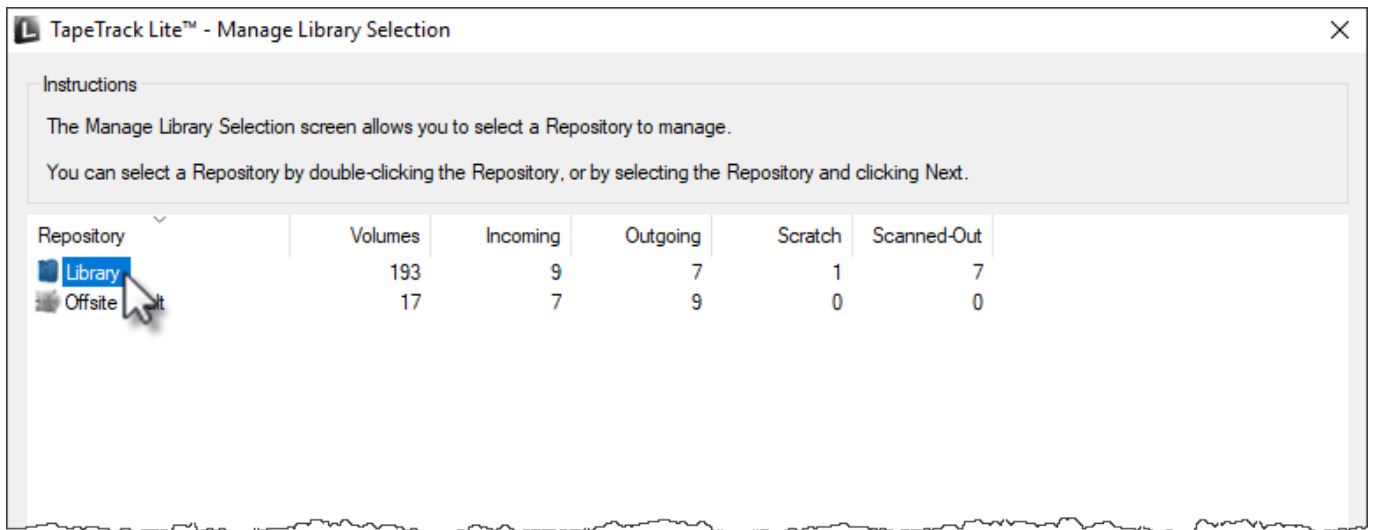 TapeTrack Lite™ - Manage Library Selection
Instructions
The Manage Library Selection screen allows you to select a Repository to manage.
You can select a Repository by double-clicking the Repository, or by selecting the Repository and clicking Next.
Repository Volumes Incoming Outgoing Scratch Scanned-Out
Library 193 9 7 1 7
Offsite 17 7 9 0 0